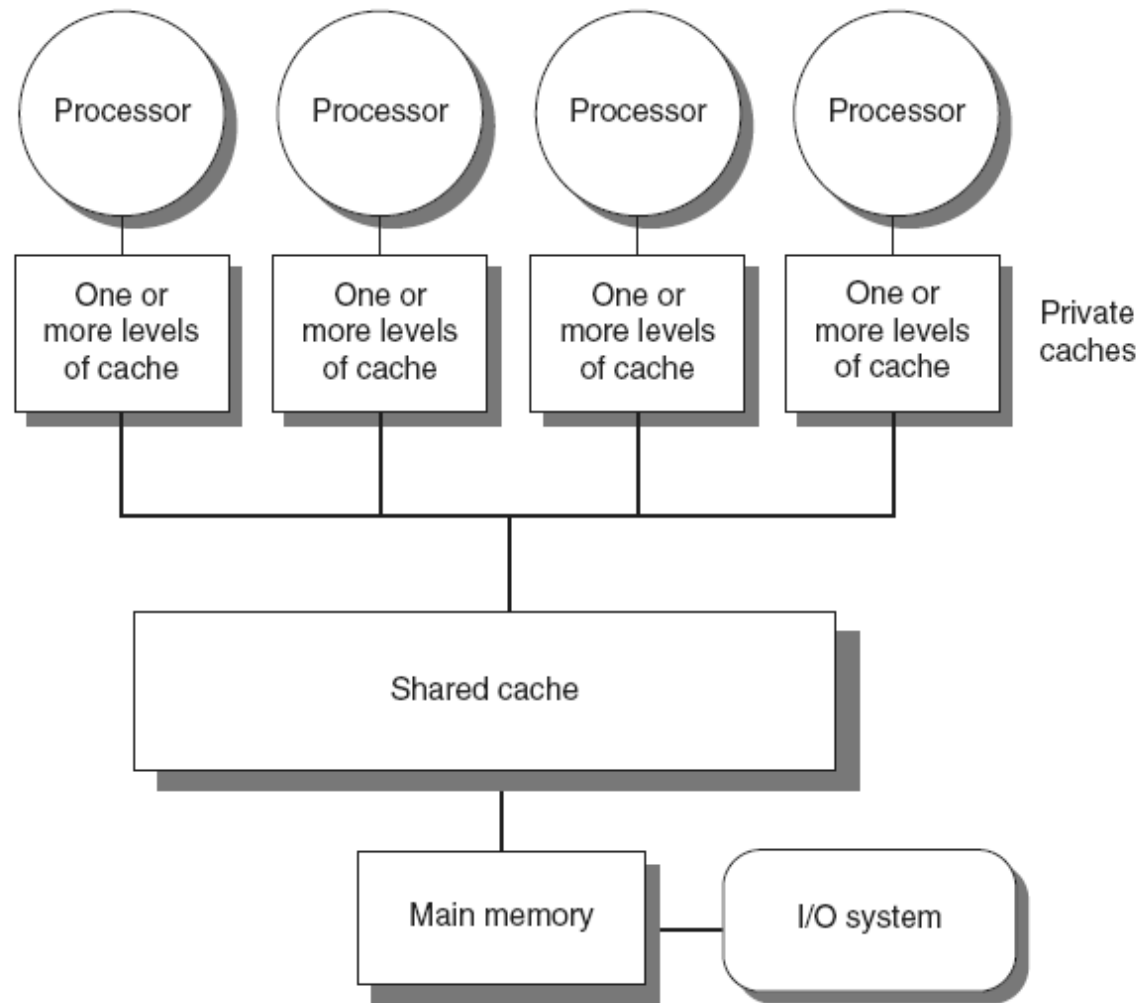 Processor
Processor
Processor
Processor
One or
more levels
of cache
One or
more levels
of cache
One or
more levels
of cache
One or
more levels
of cache
Private
caches
Shared cache
Main memory
I/O system